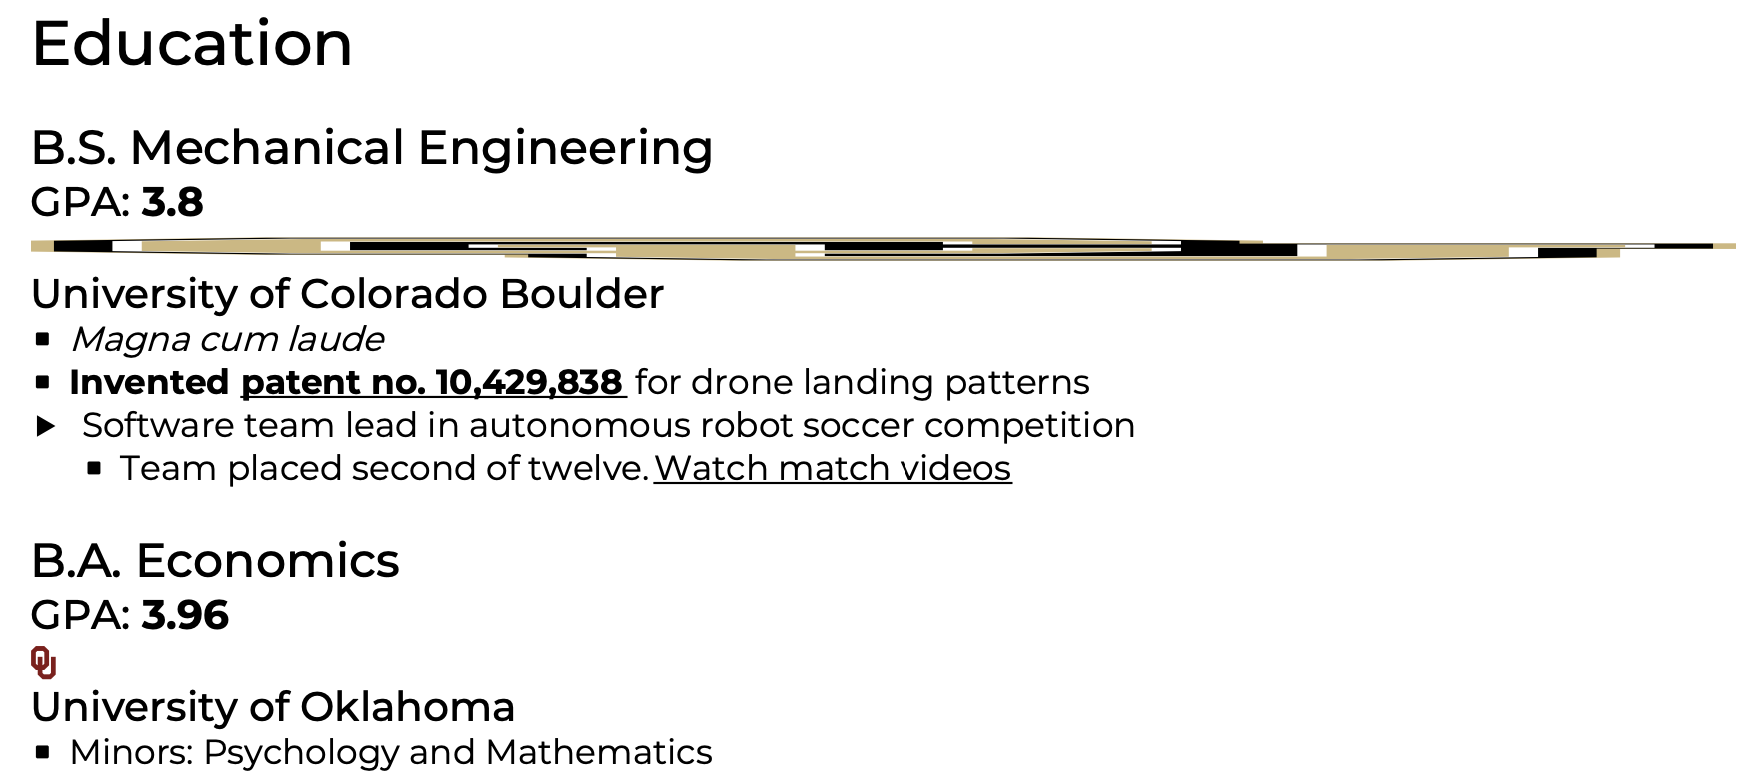 Education
B.S. Mechanical Engineering
GPA: 3.8
University of Colorado Boulder
Magna cum laude
Invented patent no. 10,429,838 for drone landing patterns
Software team lead in autonomous robot soccer competition
Team placed second of twelve. Watch match videos
B.A. Economics
GPA: 3.96
OU
University of Oklahoma
Minors: Psychology and Mathematics